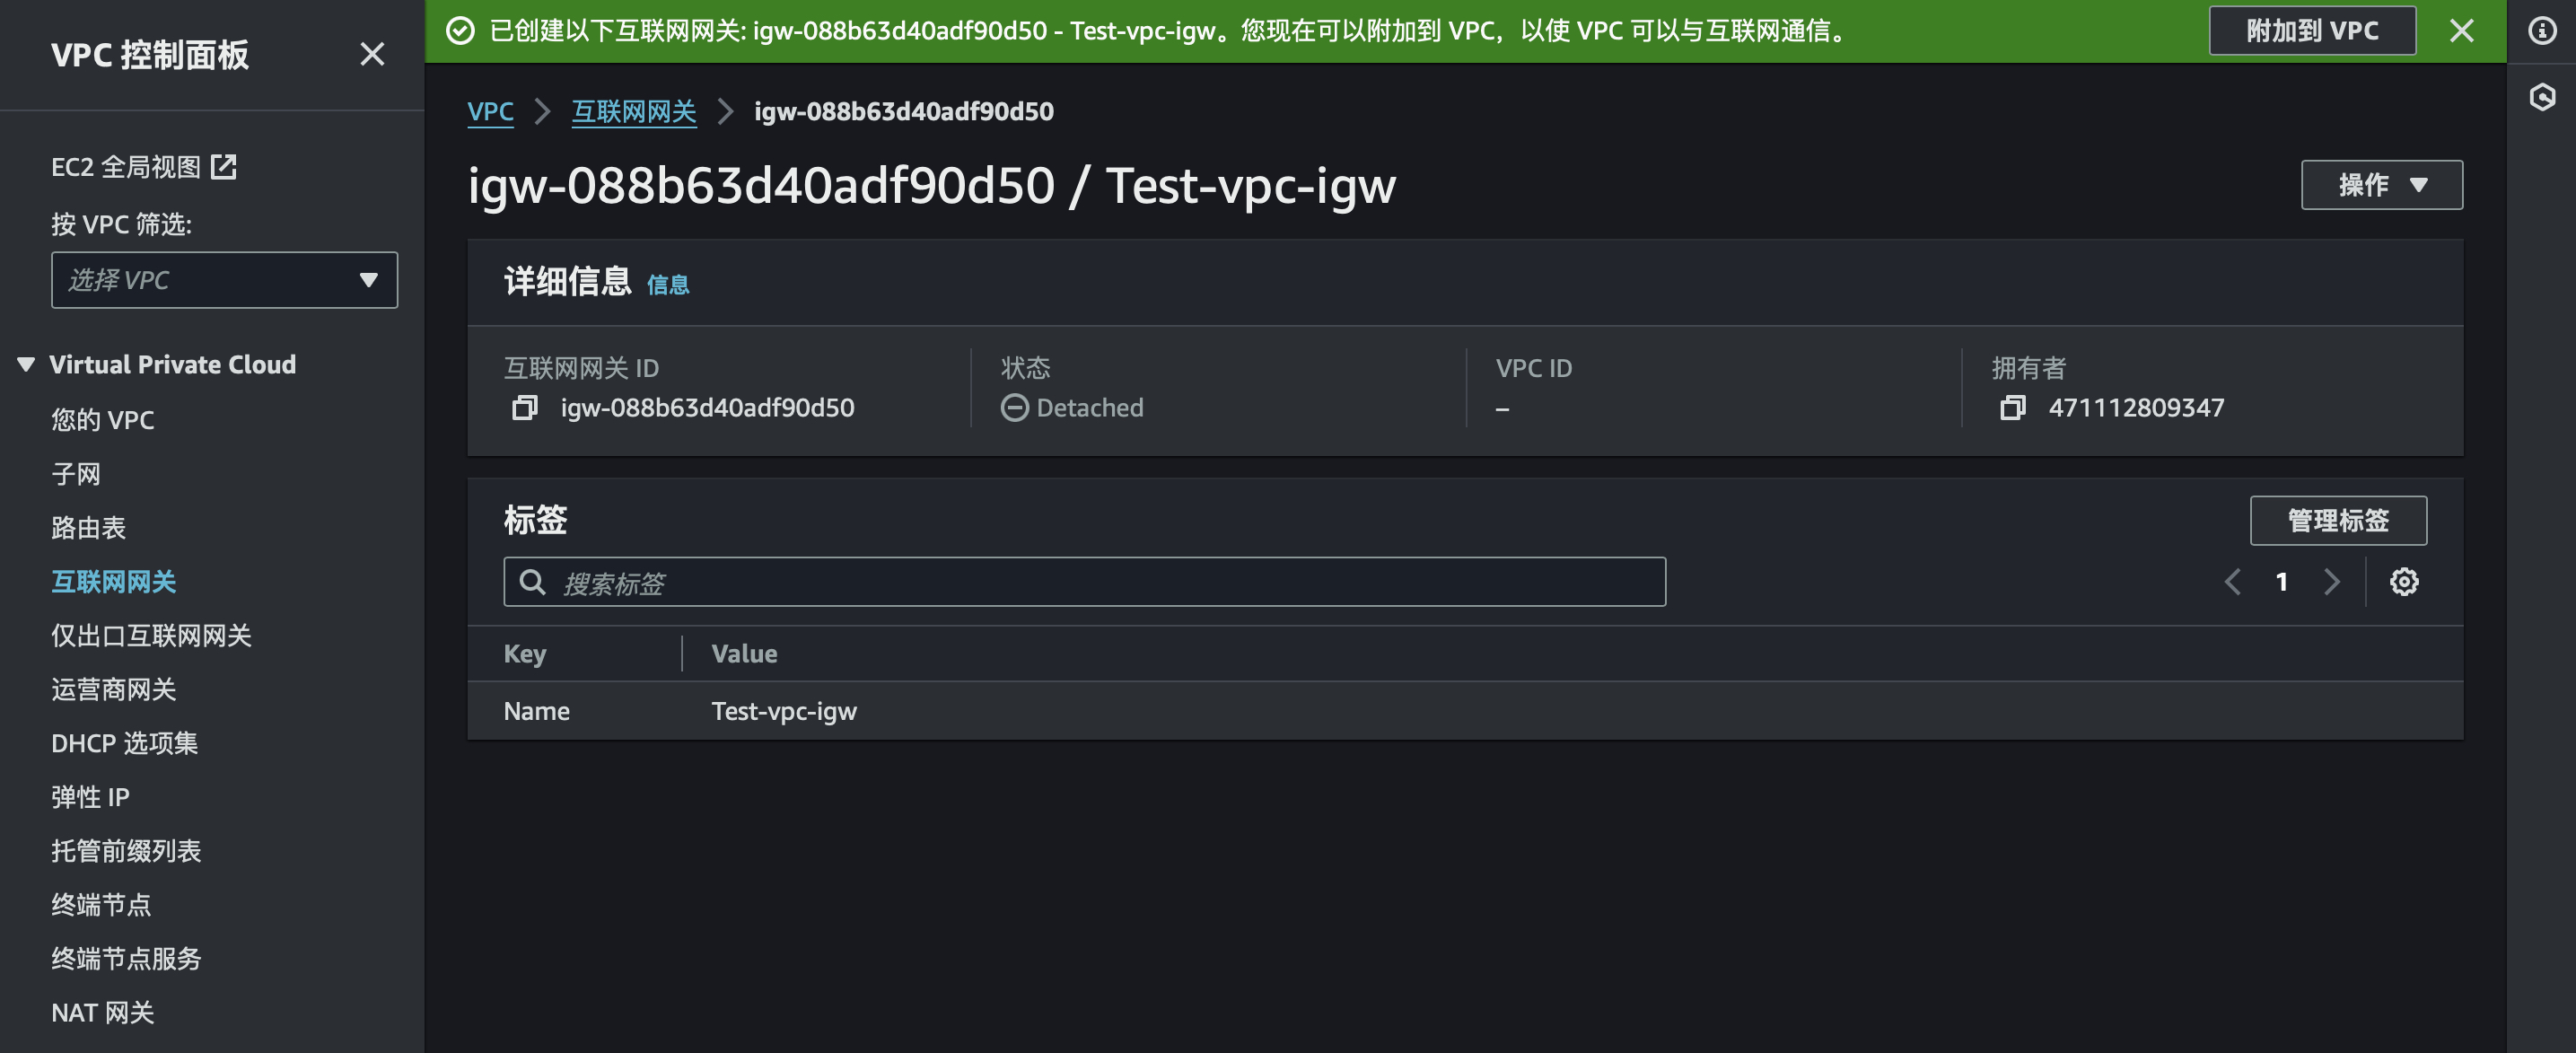 VPC 控制面板
EC2 全局视图
按 VPC 筛选:
选择 VPC
Virtual Private Cloud
您的 VPC
子网
路由表
互联网网关
仅出口互联网网关
运营商网关
DHCP 选项集
弹性 IP
托管前缀列表
终端节点
终端节点服务
NAT 网关
已创建以下互联网网关: igw-088b63d40adf90d50 - Test-vpc-igw。您现在可以附加到 VPC，以使 VPC 可以与互联网通信。
附加到 VPC
VPC 互联网网关 igw-088b63d40adf90d50
igw-088b63d40adf90d50 / Test-vpc-igw
操作
详细信息 信息
互联网网关 ID
igw-088b63d40adf90d50
状态
Detached
VPC ID
–
拥有者
471112809347
标签
管理标签
搜索标签
1
Key Value
Name Test-vpc-igw